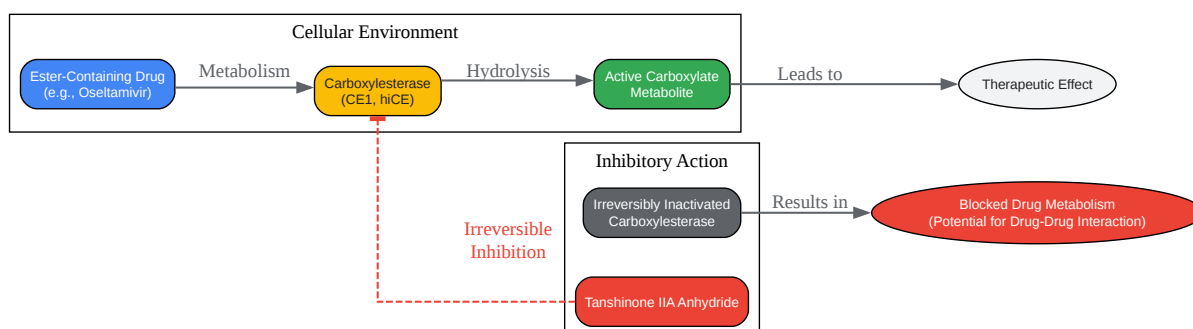 Cellular Environment
Ester-Containing Drug
(e.g., Oseltamivir)
Metabolism
Carboxylesterase
(CE1, hiCE)
Hydrolysis
Active Carboxylate
Metabolite
Leads to
Therapeutic Effect
Inhibitory Action
Irreversibly Inactivated
Carboxylesterase
Results in
Blocked Drug Metabolism
(Potential for Drug-Drug Interaction)
Irreversible
Inhibition
Tanshinone IIA Anhydride